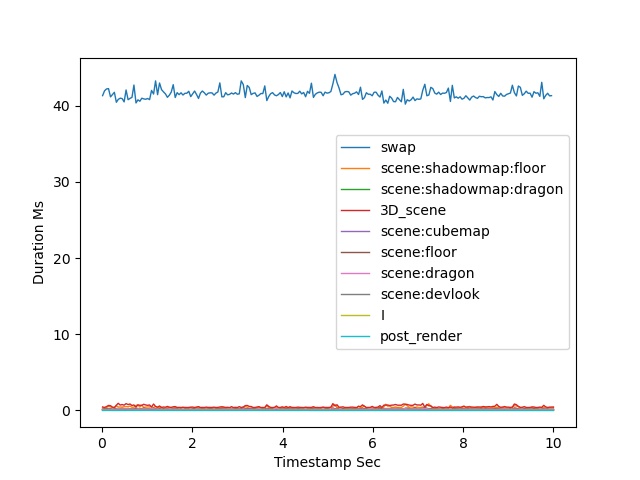 40
30
20
10
0
Duration Ms
swap
scene:shadowmap:floor
scene:shadowmap:dragon
3D_scene
scene:cubemap
scene:floor
scene:dragon
scene:devlook
I
post_render
0 2 4 6 8 10
Timestamp Sec